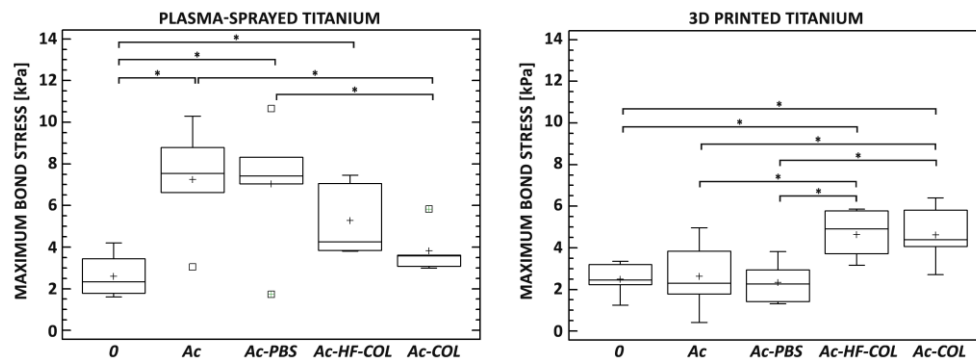 PLASMA-SPRAYED TITANIUM
MAXIMUM BOND STRESS [kPa]
14
12
10
8
6
4
2
0
* * * * *
0 Ac Ac-PBS Ac-HF-COL Ac-COL
3D PRINTED TITANIUM
MAXIMUM BOND STRESS [kPa]
14
12
10
8
6
4
2
0
* * * * * *
0 Ac Ac-PBS Ac-HF-COL Ac-COL